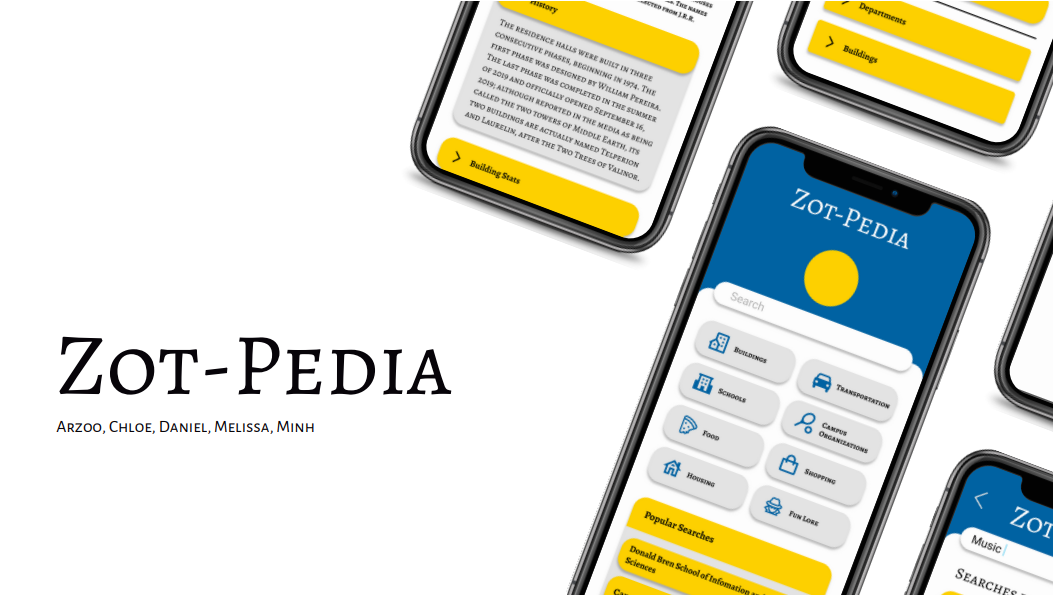 Zot-Pedia
Arzoo, Chloe, Daniel, Melissa, Minh
The names
ected from J.R.R.
History
The residence halls were built in three
consecutive phases, beginning in 1974. The
first phase was designed by William Pereira.
The last phase was completed in the summer
of 2019 and officially opened September 16,
2019; although reported in the media as being
called the two towers of Middle Earth, its
two buildings are actually named Telperion
and Laurelin, after the Two Trees of Valinor.
Building Stats
Departments
Buildings
Zot-Pedia
Search
Buildings
Transportation
Schools
Campus
Organizations
Food
Shopping
Housing
Fun Lore
Popular Searches
Donald Bren School of Infomation and
Sciences
Music
Searches